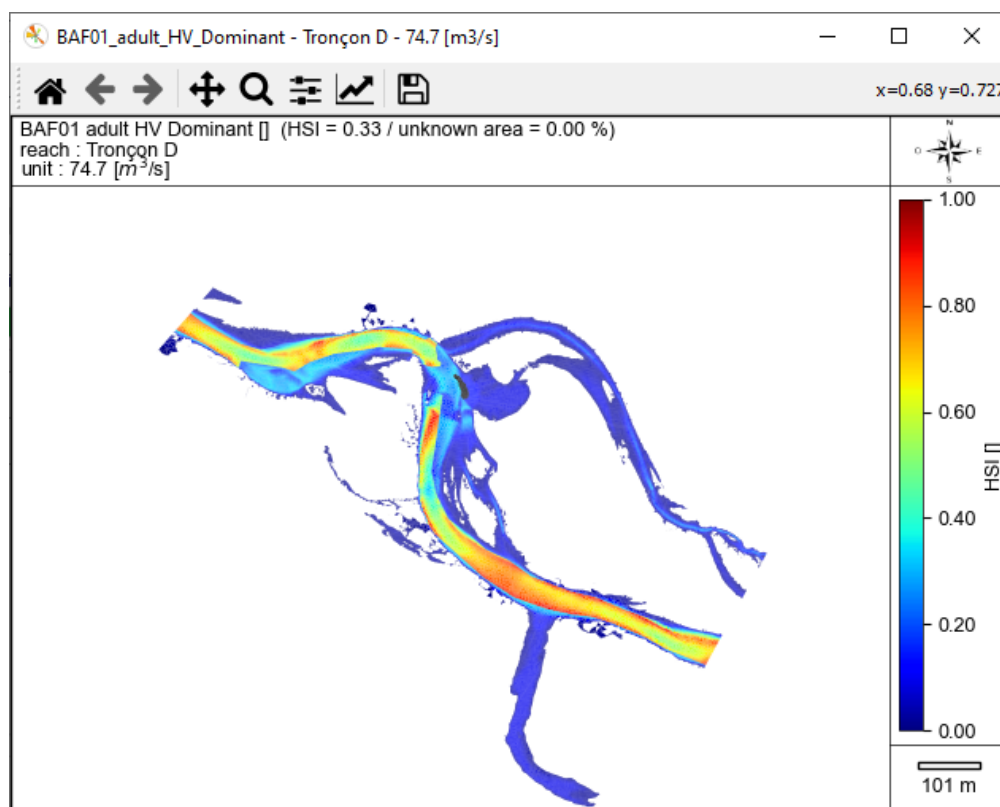 BAF01_adult_HV_Dominant - Tronçon D - 74.7 [m3/s]
x=0.68 y=0.727
BAF01 adult HV Dominant [] (HSI = 0.33 / unknown area = 0.00 %)
reach : Tronçon D
unit : 74.7 [m³/s]
N
O E
S
1.00
0.80
0.60
0.40
0.20
0.00
HSI []
101 m